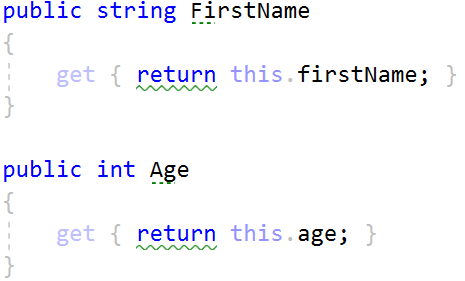 public string FirstName
{
get { return this.firstName; }
}
public int Age
{
get { return this.age; }
}